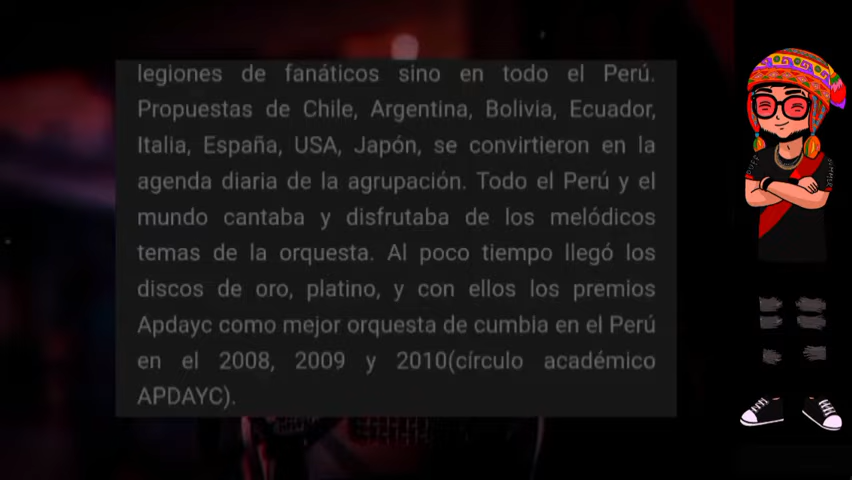 legiones de fanáticos sino en todo el Perú.
Propuestas de Chile, Argentina, Bolivia, Ecuador,
Italia, España, USA, Japón, se convirtieron en la
agenda diaria de la agrupación. Todo el Perú y el
mundo cantaba y disfrutaba de los melódicos
temas de la orquesta. Al poco tiempo llegó los
discos de oro, platino, y con ellos los premios
Apdayc como mejor orquesta de cumbia en el Perú
en el 2008, 2009 y 2010(círculo académico
APDAYC).